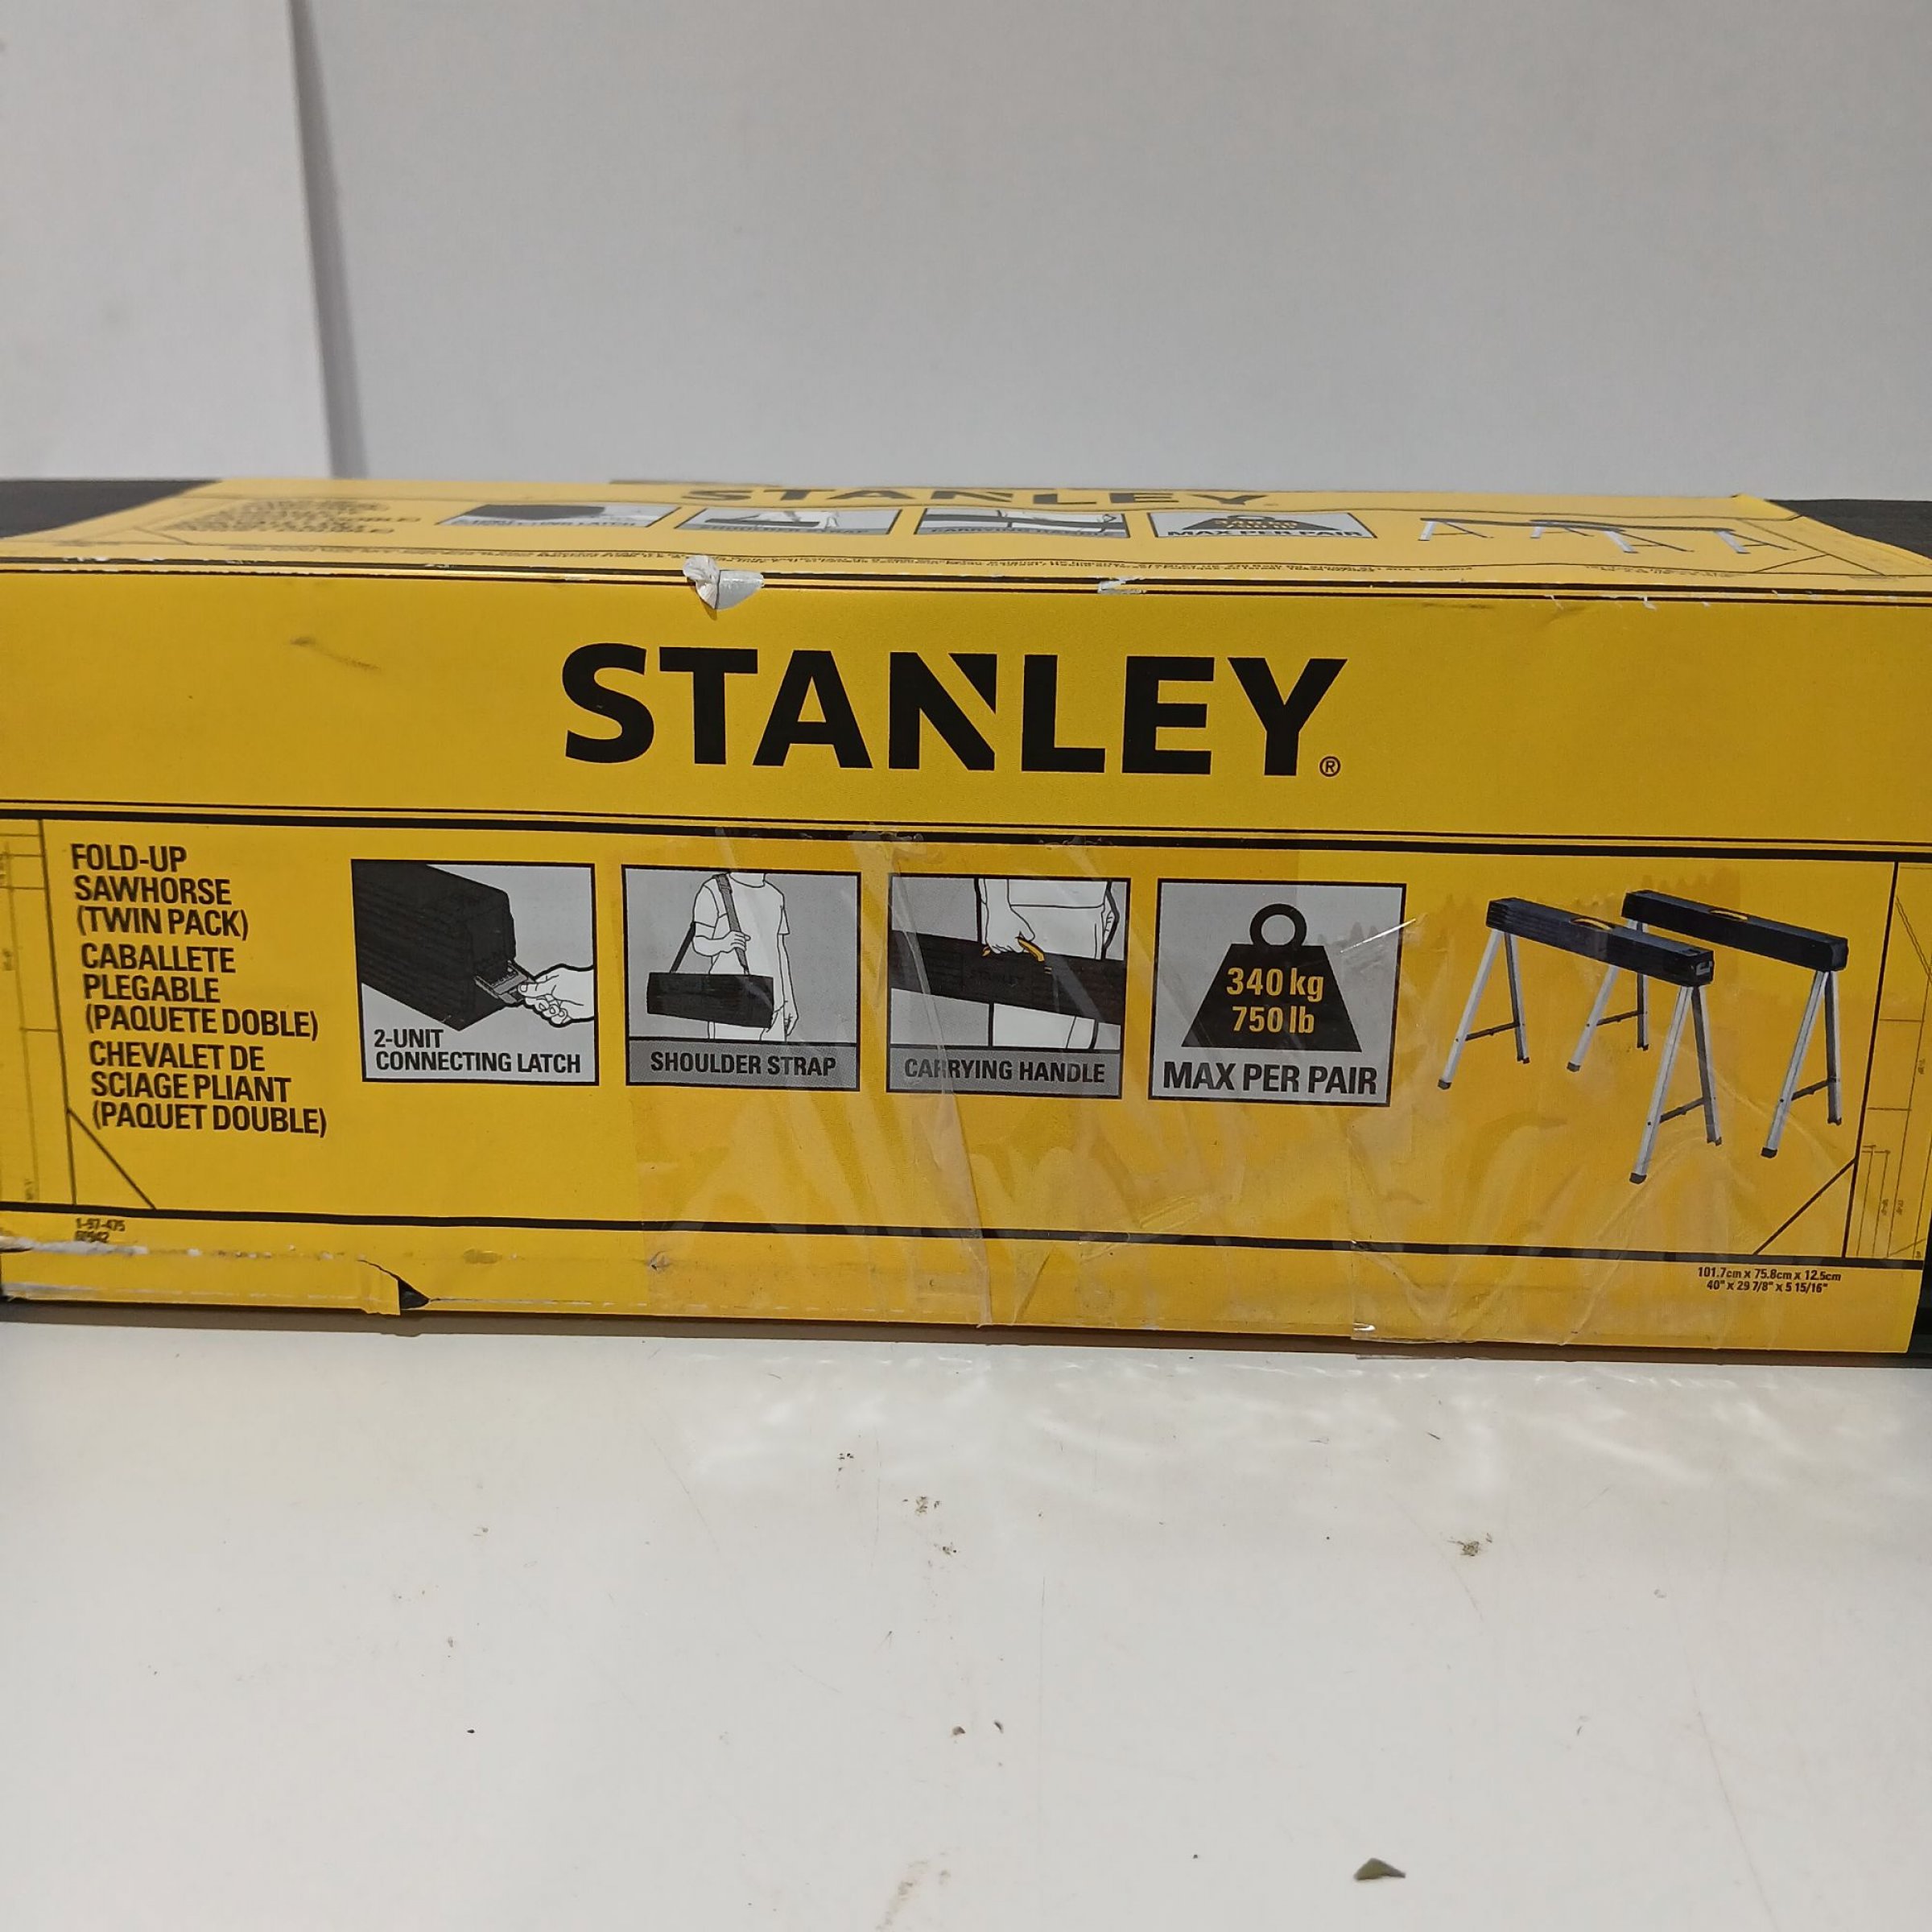 STANLEY
MAX PER PAIR
STANLEY®
FOLD-UP
SAWHORSE
(TWIN PACK)
CABALLETE
PLEGABLE
(PAQUETE DOBLE)
CHEVALET DE
SCIAGE PLIANT
(PAQUET DOUBLE)
2-UNIT
CONNECTING LATCH
SHOULDER STRAP
CARRYING HANDLE
340 kg
750 lb
MAX PER PAIR
1-97-475
101.7cm x 75.8cm x 12.5cm
40" x 29 7/8" x 5 15/16"